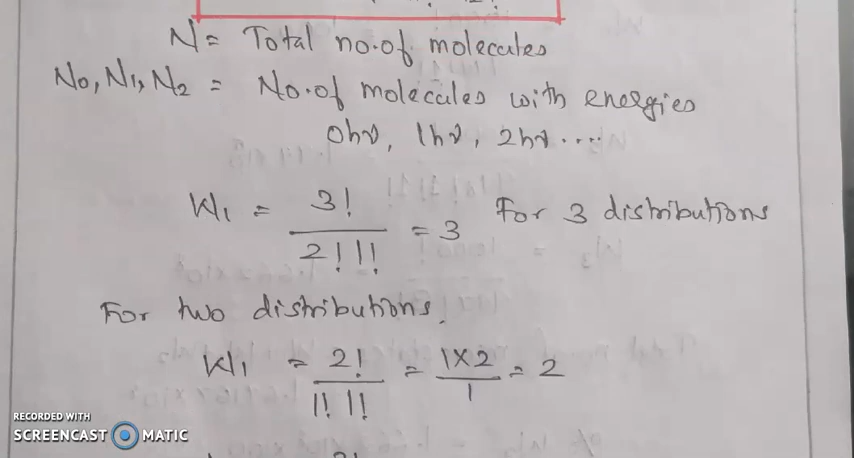 N = Total no.of molecules
N0, N1, N2 = No.of molecules with energies
0hν, 1hν, 2hν ....
W1 = 3! / 2! 1! = 3 For 3 distributions
For two distributions,
W1 = 2! / 1! 1! = 1×2 / 1 = 2
RECORDED WITH
SCREENCAST MATIC